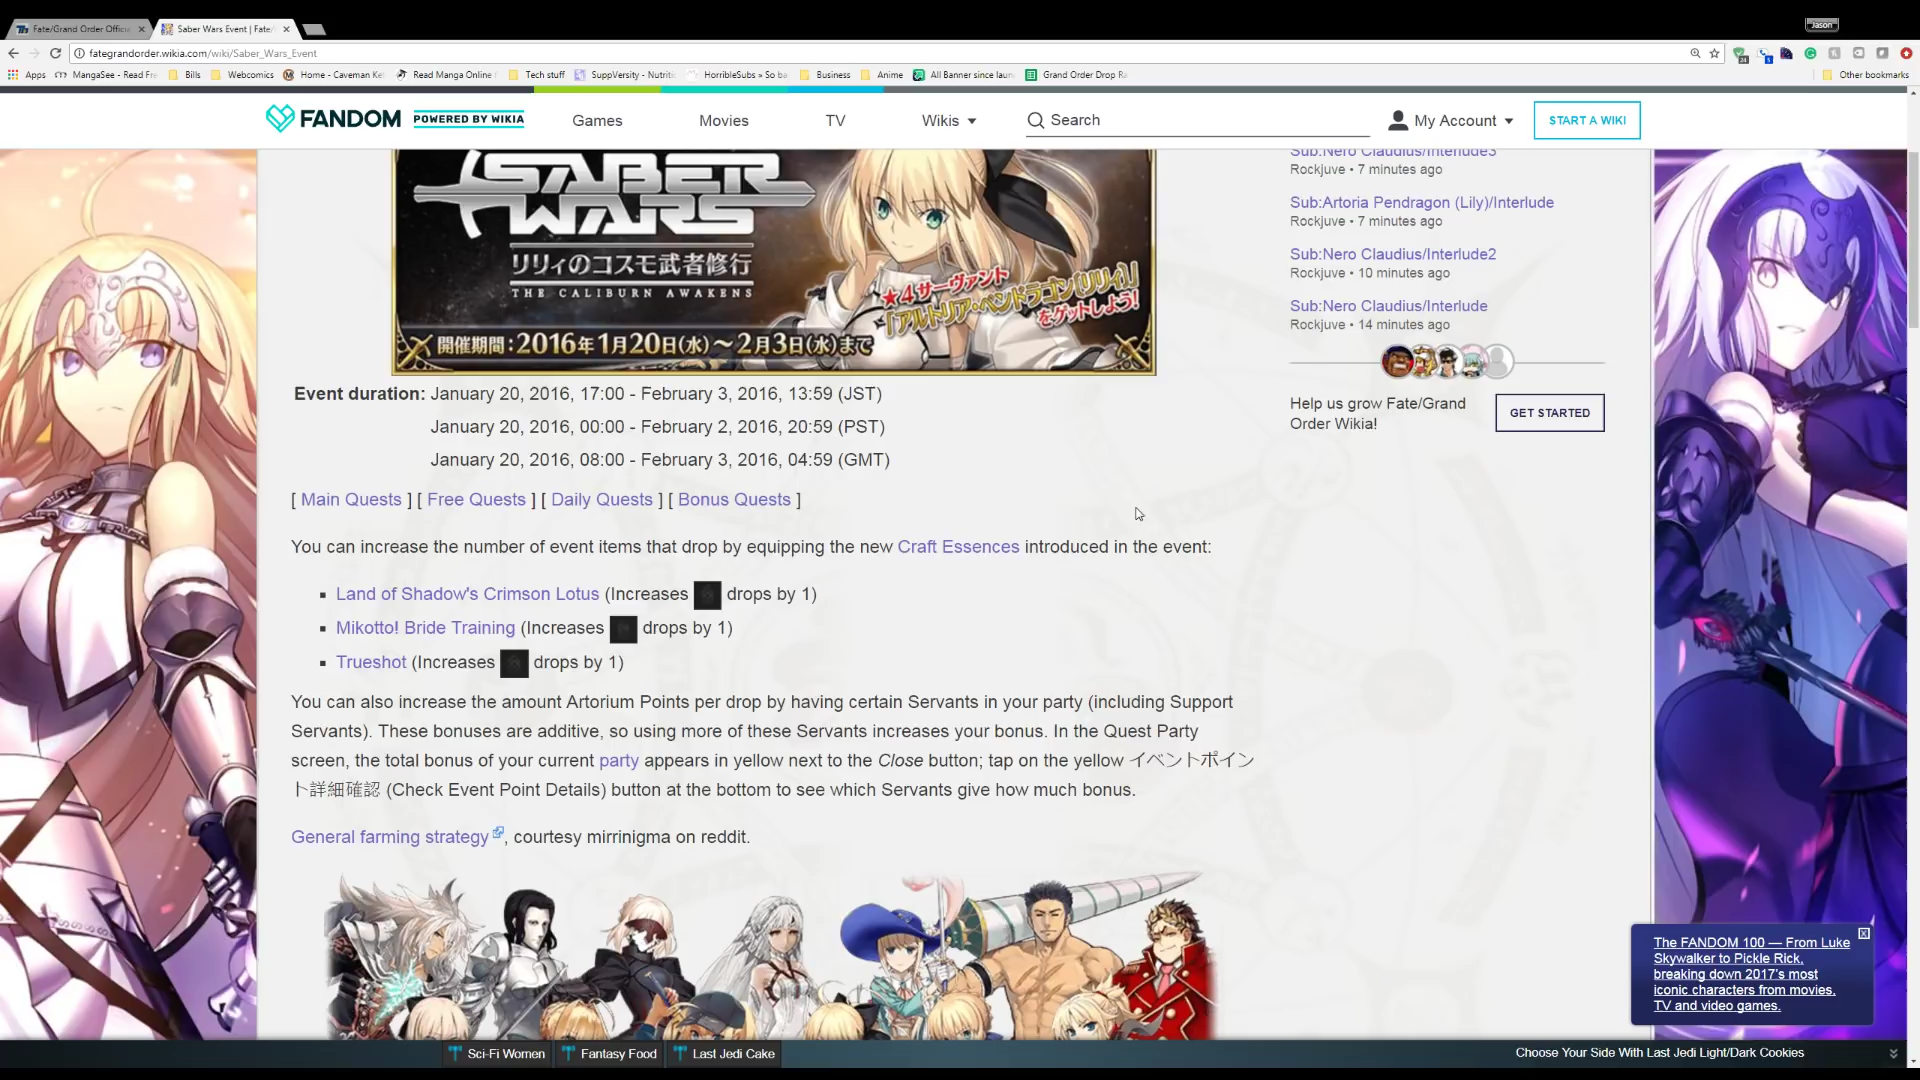 Jason
Fate/Grand Order Offici
Saber Wars Event | Fate/
fategrandorder.wikia.com/wiki/Saber_Wars_Event
Apps
MangaSee - Read Fr
Bills
Webcomics
Home - Caveman Ke
Read Manga Online
Tech stuff
SuppVersity - Nutriti
HorribleSubs » So ba
Business
Anime
All Banner since laun
Grand Order Drop Ra
Other bookmarks
FANDOM POWERED BY WIKIA
Games
Movies
TV
Wikis
Search
My Account
START A WIKI
SABER WARS
リリィのコスモ武者修行
THE CALIBURN AWAKENS
★4サーヴァント
「アルトリア・ペンドラゴン〔リリィ〕」
をゲットしよう!
開催期間:2016年1月20日(水)~2月3日(水)まで
Sub:Nero Claudius/Interlude3
Rockjuve • 7 minutes ago
Sub:Artoria Pendragon (Lily)/Interlude
Rockjuve • 7 minutes ago
Sub:Nero Claudius/Interlude2
Rockjuve • 10 minutes ago
Sub:Nero Claudius/Interlude
Rockjuve • 14 minutes ago
Help us grow Fate/Grand
Order Wikia!
GET STARTED
Event duration: January 20, 2016, 17:00 - February 3, 2016, 13:59 (JST)
January 20, 2016, 00:00 - February 2, 2016, 20:59 (PST)
January 20, 2016, 08:00 - February 3, 2016, 04:59 (GMT)
[ Main Quests ] [ Free Quests ] [ Daily Quests ] [ Bonus Quests ]
You can increase the number of event items that drop by equipping the new Craft Essences introduced in the event:
Land of Shadow's Crimson Lotus (Increases drops by 1)
Mikotto! Bride Training (Increases drops by 1)
Trueshot (Increases drops by 1)
You can also increase the amount Artorium Points per drop by having certain Servants in your party (including Support
Servants). These bonuses are additive, so using more of these Servants increases your bonus. In the Quest Party
screen, the total bonus of your current party appears in yellow next to the Close button; tap on the yellow イベントポイン
ト詳細確認 (Check Event Point Details) button at the bottom to see which Servants give how much bonus.
General farming strategy, courtesy mirrinigma on reddit.
The FANDOM 100 — From Luke
Skywalker to Pickle Rick,
breaking down 2017's most
iconic characters from movies,
TV and video games.
Sci-Fi Women
Fantasy Food
Last Jedi Cake
Choose Your Side With Last Jedi Light/Dark Cookies